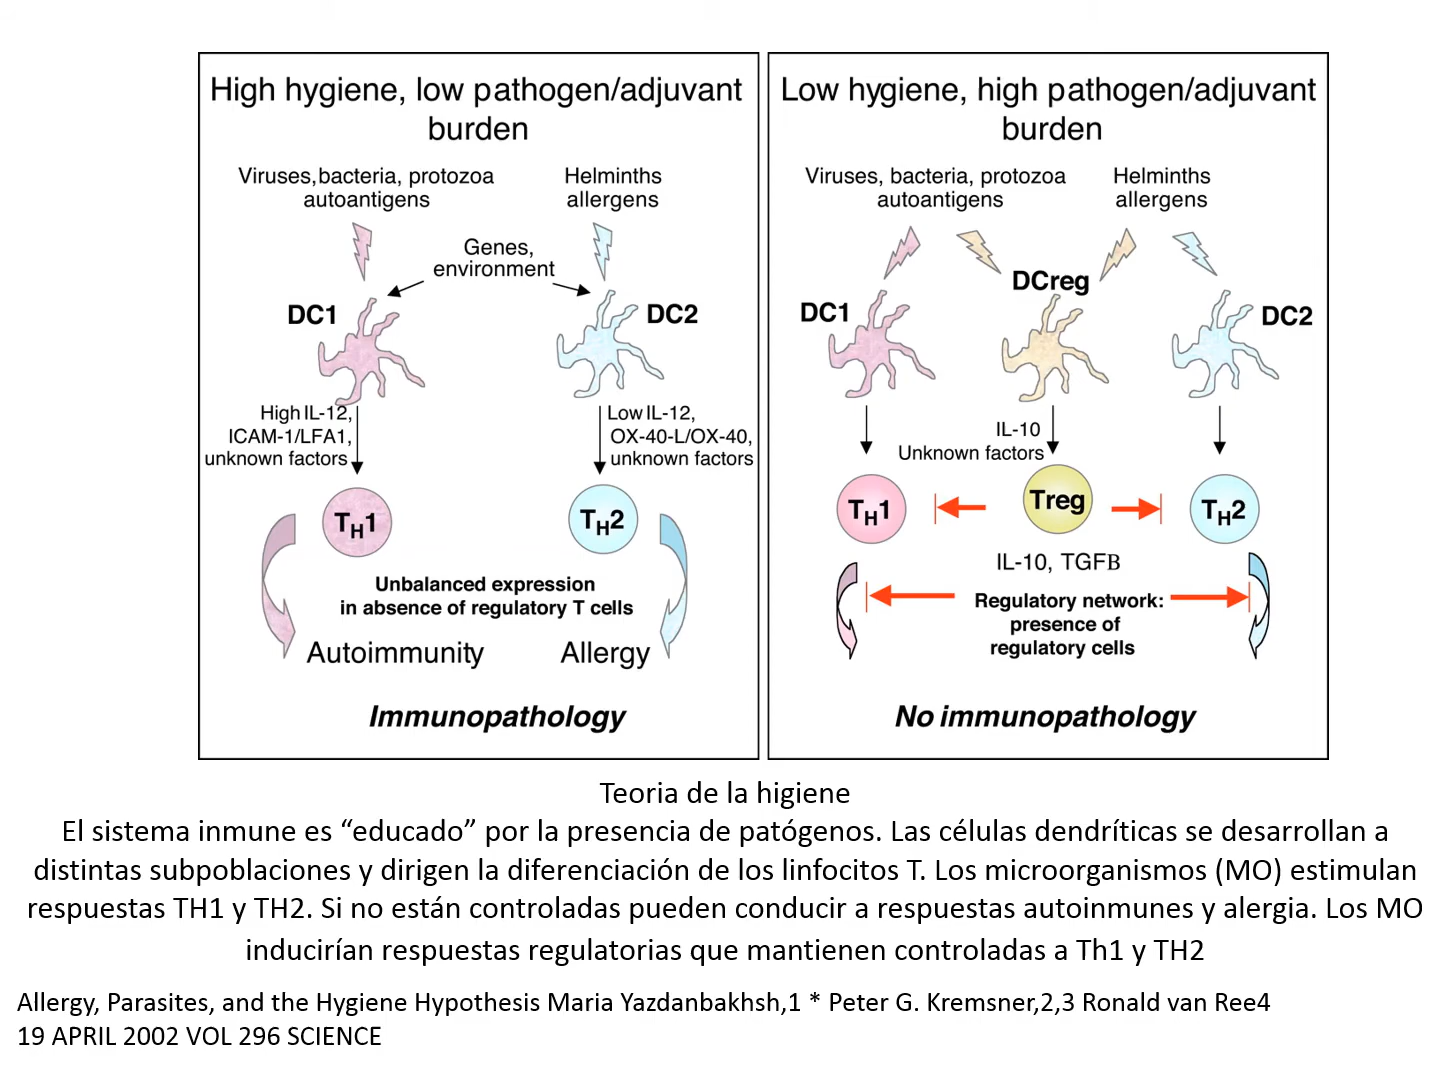 High hygiene, low pathogen/adjuvant
burden
Viruses,bacteria, protozoa
autoantigens
Helminths
allergens
Genes,
environment
DC1
DC2
High IL-12,
ICAM-1/LFA1,
unknown factors
Low IL-12,
OX-40-L/OX-40,
unknown factors
TH1
TH2
Unbalanced expression
in absence of regulatory T cells
Autoimmunity
Allergy
Immunopathology
Low hygiene, high pathogen/adjuvant
burden
Viruses, bacteria, protozoa
autoantigens
Helminths
allergens
DCreg
DC1
DC2
IL-10
Unknown factors
TH1
Treg
TH2
IL-10, TGFB
Regulatory network:
presence of
regulatory cells
No immunopathology
Teoria de la higiene
El sistema inmune es “educado” por la presencia de patógenos. Las células dendríticas se desarrollan a
distintas subpoblaciones y dirigen la diferenciación de los linfocitos T. Los microorganismos (MO) estimulan
respuestas TH1 y TH2. Si no están controladas pueden conducir a respuestas autoinmunes y alergia. Los MO
inducirían respuestas regulatorias que mantienen controladas a Th1 y TH2
Allergy, Parasites, and the Hygiene Hypothesis Maria Yazdanbakhsh,1 * Peter G. Kremsner,2,3 Ronald van Ree4
19 APRIL 2002 VOL 296 SCIENCE